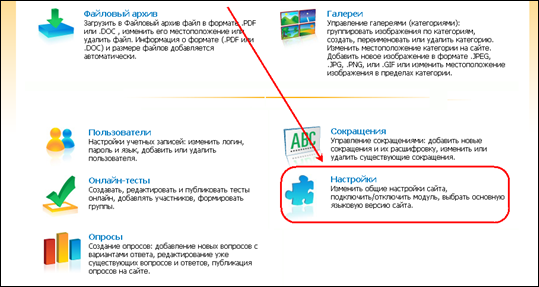 Файловый архив
Загрузить в Файловый архив файл в формате .PDF
или .DOC , изменить его местоположение или
удалить файл. Информация о формате (.PDF или
.DOC) и размере файлов добавляется
автоматически.
Галереи
Управление галереями (категориями):
группировать изображения по категориям,
создать, переименовать или удалить категорию.
Изменить местоположение категории на сайте.
Добавить новое изображение в формате .JPEG,
.JPG, .PNG, или .GIF или изменить местоположение
изображения в пределах категории.
Пользователи
Настройки учетных записей: изменить логин,
пароль и язык, добавить или удалить
пользователя.
ABC
Сокращения
Управление сокращениями: добавить новые
сокращения и их расшифровку, изменить или
удалить существующие сокращения.
Онлайн-тесты
Создавать, редактировать и публиковать тесты
онлайн, добавлять участников, формировать
группы.
Настройки
Изменить общие настройки сайта,
подключить/отключить модуль, выбрать основную
языковую версию сайта.
Опросы
Создание опросов: добавление новых вопросов с
вариантами ответа, редактирование уже
существующих вопросов и ответов, публикация
опросов на сайте.